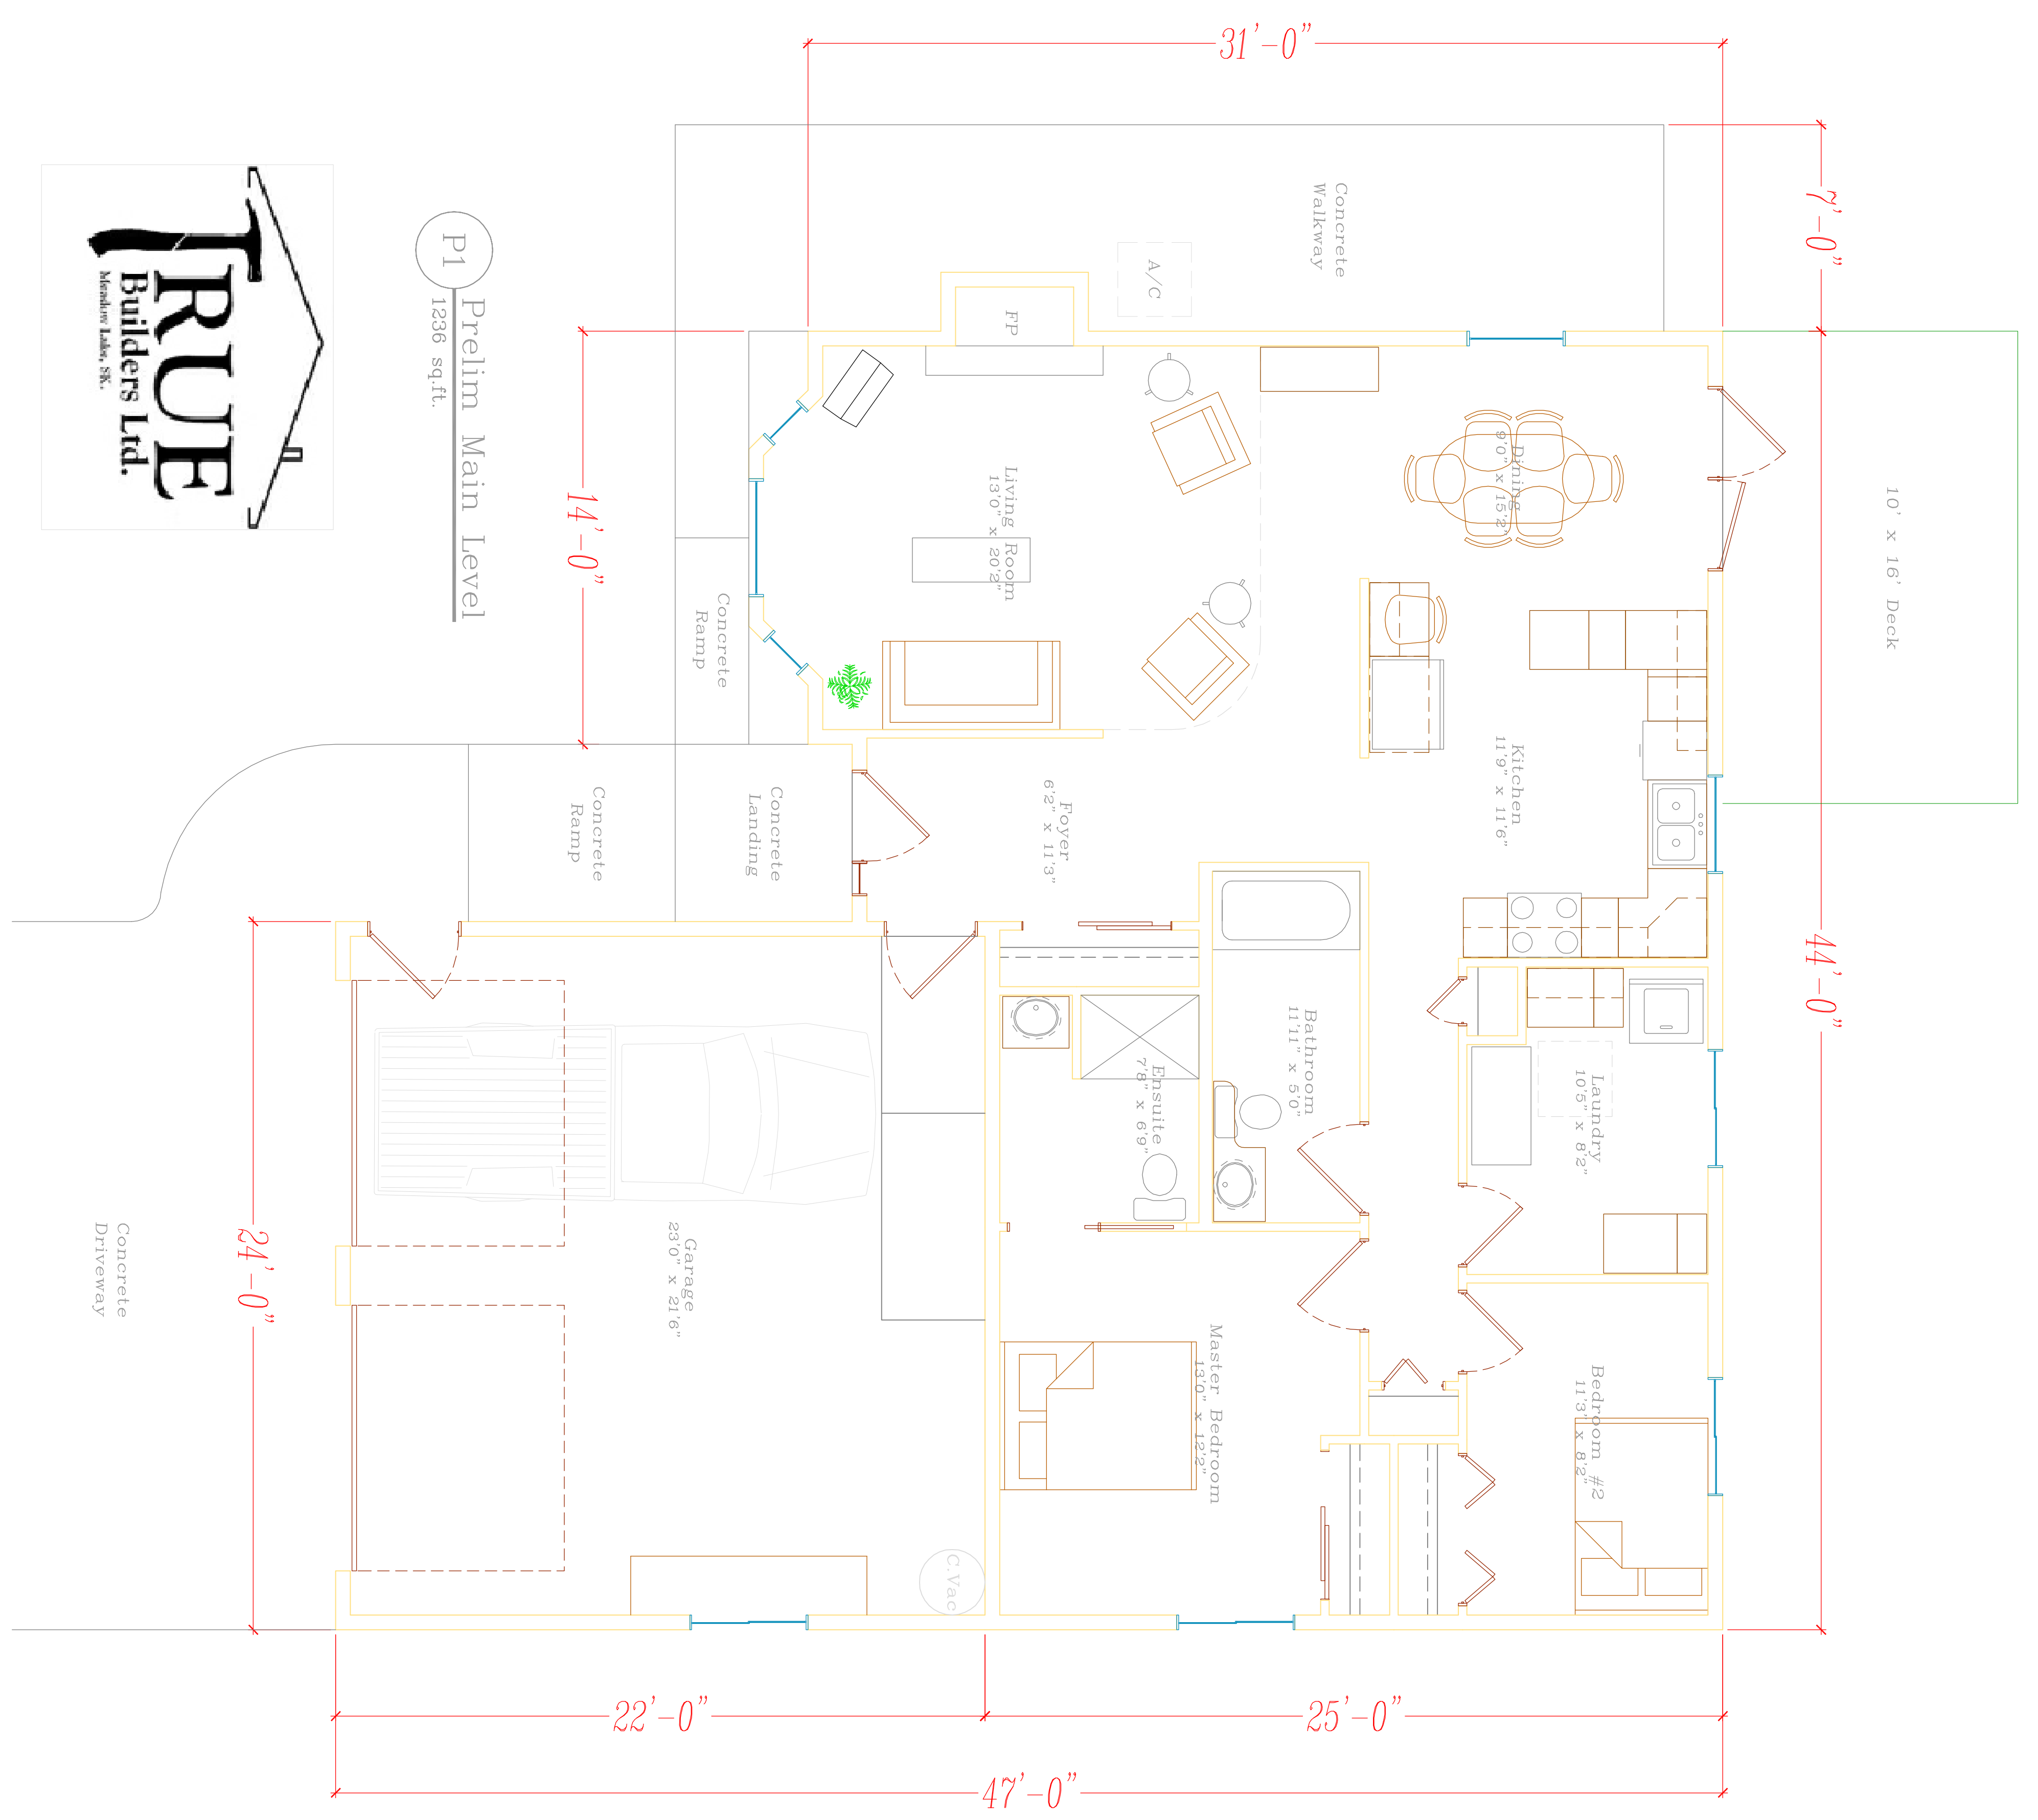 TRUE
Builders Ltd.
Meadow Lake, SK.
P1
Prelim Main Level
1236 sq.ft.
31'-0"
7'-0"
14'-0"
44'-0"
24'-0"
22'-0"
25'-0"
47'-0"
10' x 16' Deck
Concrete
Walkway
A/C
FP
Dining
9'0" x 15'2"
Living Room
13'0" x 20'2"
Kitchen
11'9" x 11'6"
Foyer
6'2" x 11'3"
Concrete
Ramp
Concrete
Landing
Concrete
Ramp
Laundry
10'5" x 8'2"
Bathroom
11'11" x 5'0"
Ensuite
7'8" x 6'9"
Garage
23'0" x 21'6"
Master Bedroom
13'0" x 12'2"
Bedroom #2
11'3" x 8'2"
C.Vac
Concrete
Driveway